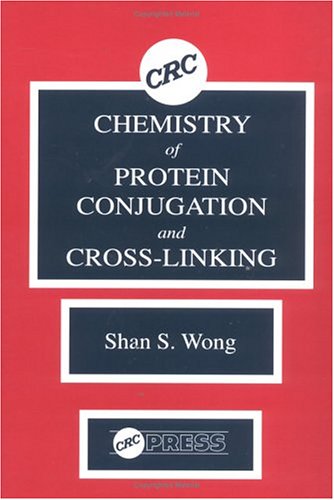 CRC
CHEMISTRY
of
PROTEIN
CONJUGATION
and
CROSS-LINKING
Shan S. Wong
CRC PRESS